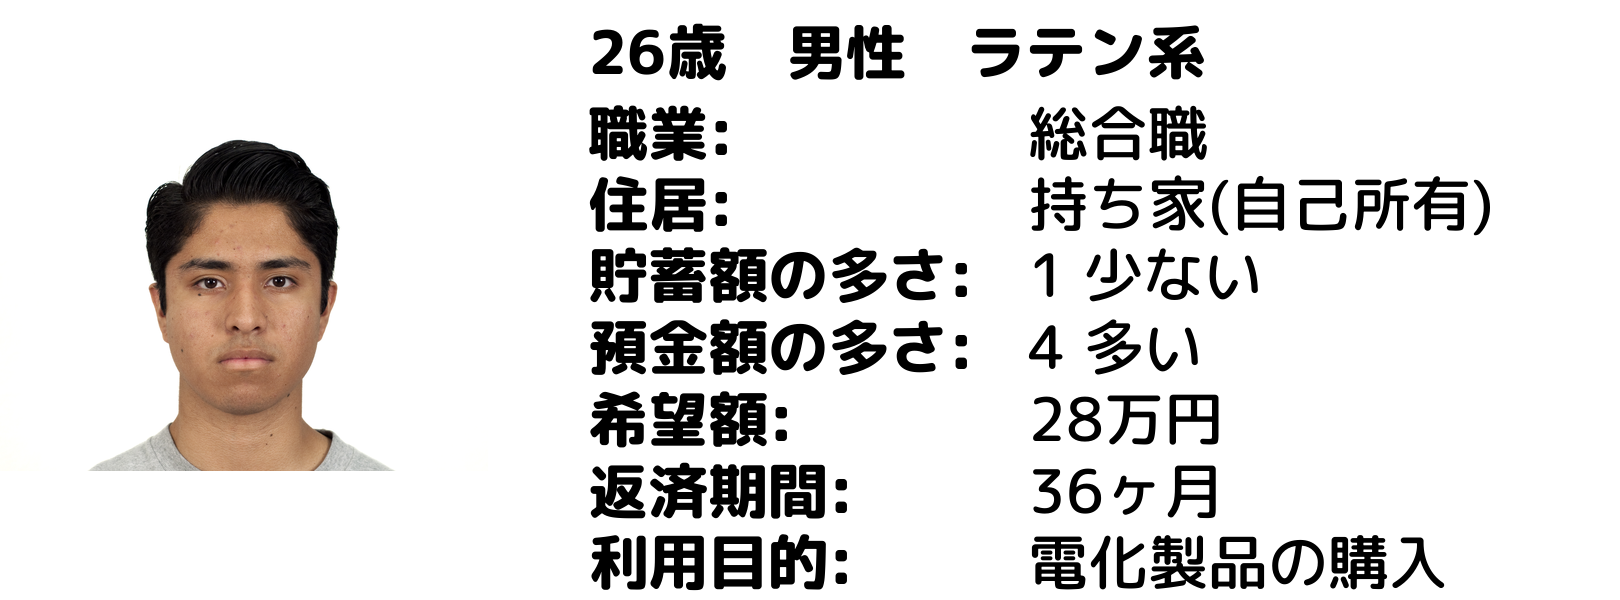 26歳　男性　ラテン系
職業: 総合職
住居: 持ち家(自己所有)
貯蓄額の多さ: 1 少ない
預金額の多さ: 4 多い
希望額: 28万円
返済期間: 36ヶ月
利用目的: 電化製品の購入